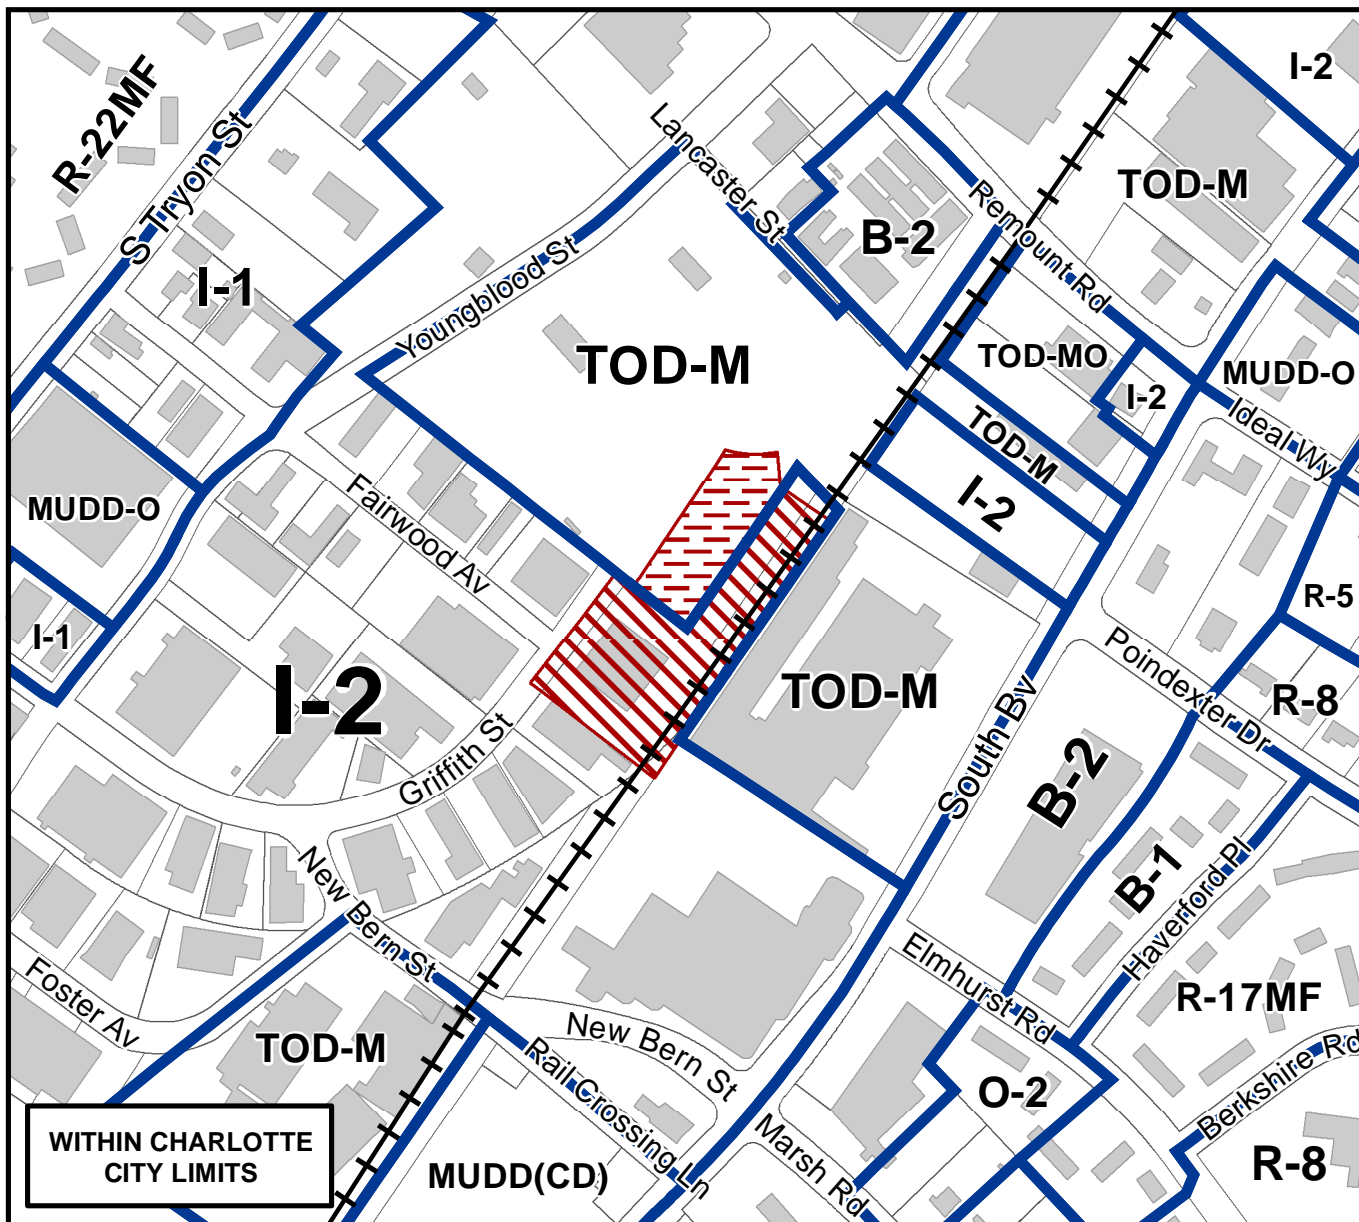 I-2
R-22MF
S Tryon St
Lancaster St
TOD-M
Remount Rd
B-2
I-1
Youngblood St
TOD-M
TOD-MO
MUDD-O
I-2
Ideal Wy
TOD-M
I-2
MUDD-O
Fairwood Av
R-5
I-1
Poindexter Dr
I-2
TOD-M
R-8
South Bv
Griffith St
B-2
B-1
Haverford Pl
New Bern St
Elmhurst Rd
R-17MF
Foster Av
TOD-M
New Bern St
Rail Crossing Ln
Berkshire Rd
O-2
Marsh Rd
WITHIN CHARLOTTE
CITY LIMITS
MUDD(CD)
R-8